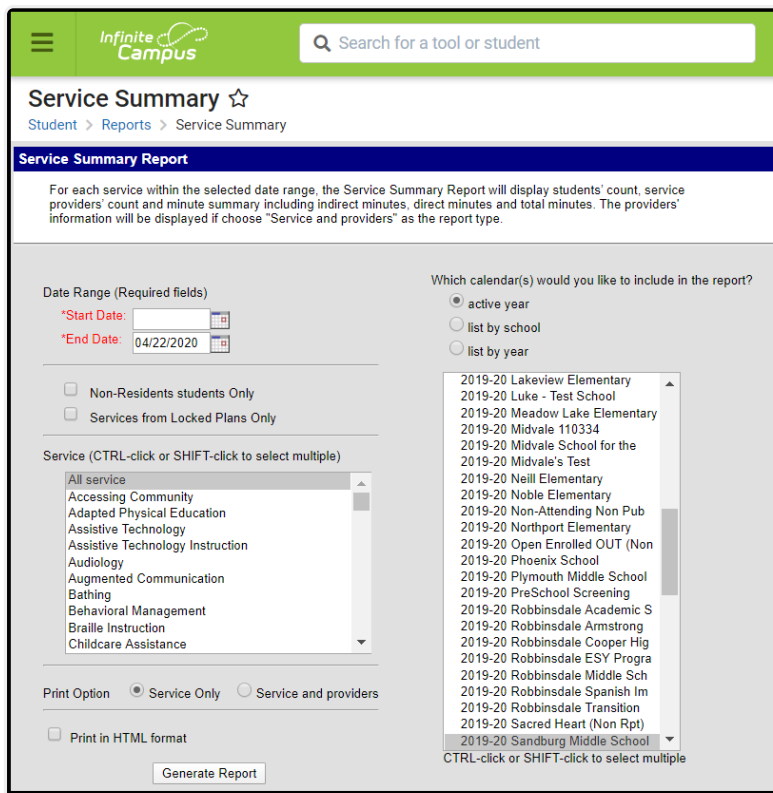 Infinite
Campus
Search for a tool or student
Service Summary
Student > Reports > Service Summary
Service Summary Report
For each service within the selected date range, the Service Summary Report will display students' count, service
providers' count and minute summary including indirect minutes, direct minutes and total minutes. The providers'
information will be displayed if choose "Service and providers" as the report type.
Date Range (Required fields)
*Start Date:
*End Date: 04/22/2020
Non-Residents students Only
Services from Locked Plans Only
Service (CTRL-click or SHIFT-click to select multiple)
All service
Accessing Community
Adapted Physical Education
Assistive Technology
Assistive Technology Instruction
Audiology
Augmented Communication
Bathing
Behavioral Management
Braille Instruction
Childcare Assistance
Print Option Service Only Service and providers
Print in HTML format
Generate Report
Which calendar(s) would you like to include in the report?
active year
list by school
list by year
2019-20 Lakeview Elementary
2019-20 Luke - Test School
2019-20 Meadow Lake Elementary
2019-20 Midvale 110334
2019-20 Midvale School for the
2019-20 Midvale's Test
2019-20 Neill Elementary
2019-20 Noble Elementary
2019-20 Non-Attending Non Pub
2019-20 Northport Elementary
2019-20 Open Enrolled OUT (Non
2019-20 Phoenix School
2019-20 Plymouth Middle School
2019-20 PreSchool Screening
2019-20 Robbinsdale Academic S
2019-20 Robbinsdale Armstrong
2019-20 Robbinsdale Cooper Hig
2019-20 Robbinsdale ESY Progra
2019-20 Robbinsdale Middle Sch
2019-20 Robbinsdale Spanish Im
2019-20 Robbinsdale Transition
2019-20 Sacred Heart (Non Rpt)
2019-20 Sandburg Middle School
CTRL-click or SHIFT-click to select multiple